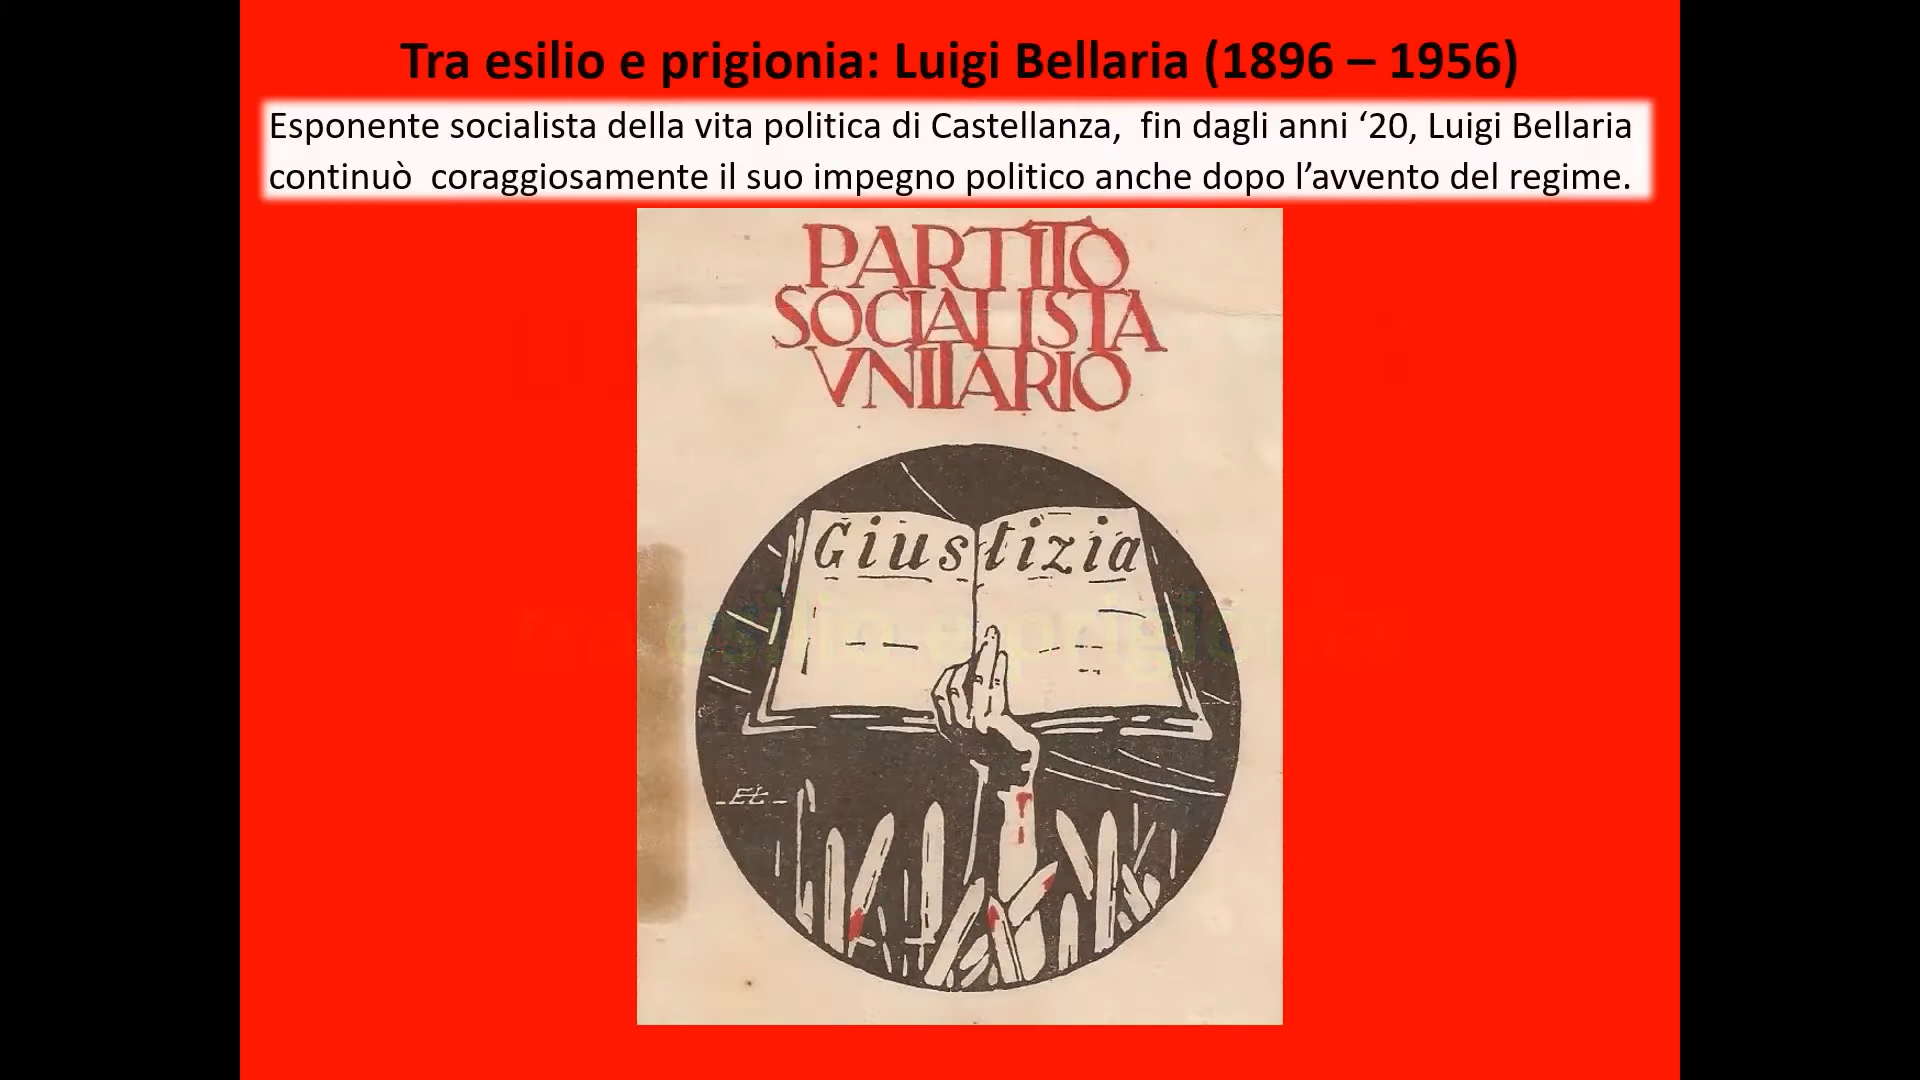 Tra esilio e prigionia: Luigi Bellaria (1896 – 1956)
Esponente socialista della vita politica di Castellanza, fin dagli anni ‘20, Luigi Bellaria
continuò coraggiosamente il suo impegno politico anche dopo l’avvento del regime.
PARTITO
SOCIALISTA
VNITARIO
Giustizia